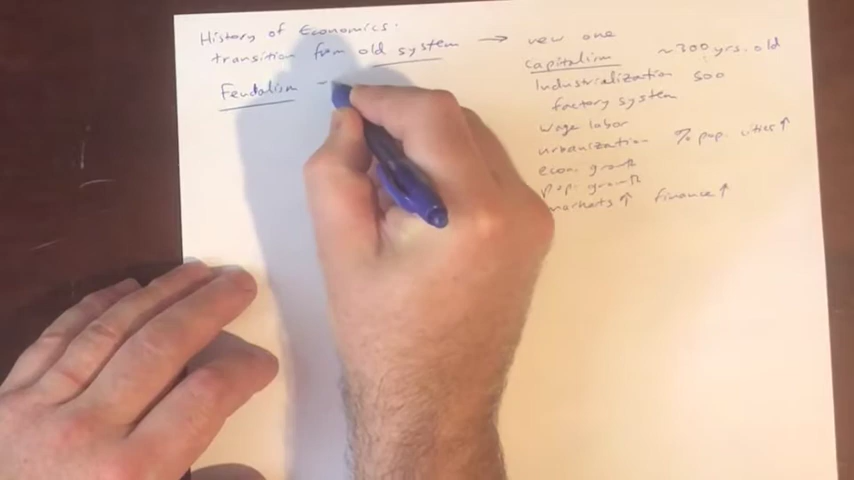 History of Economics.
transition from old system → new one
Capitalism ~300 yrs. old
Feudalism -
Industrialization 500
factory system
wage labor
urbanization % pop. cities ↑
econ. growth
pop. growth
markets ↑ finance ↑